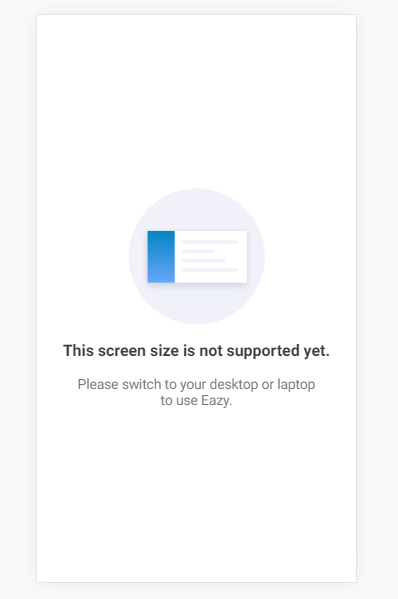 This screen size is not supported yet.
Please switch to your desktop or laptop
to use Eazy.